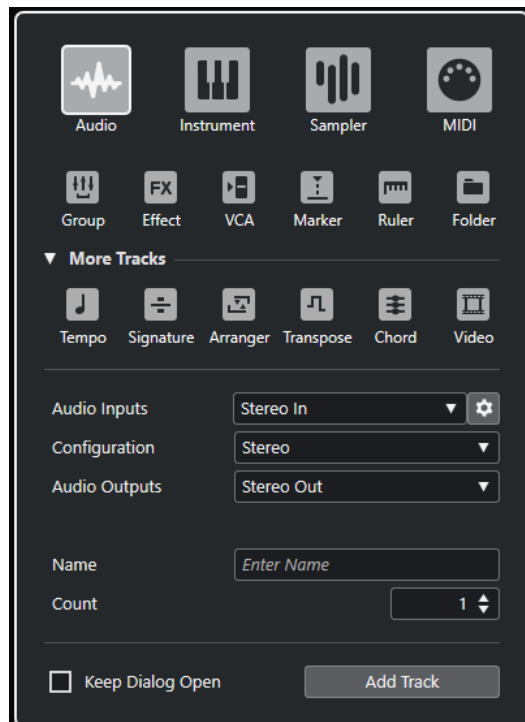 Audio Instrument Sampler MIDI
FX
Group Effect VCA Marker Ruler Folder
More Tracks
Tempo Signature Arranger Transpose Chord Video
Audio Inputs Stereo In
Configuration Stereo
Audio Outputs Stereo Out
Name Enter Name
Count 1
Keep Dialog Open Add Track